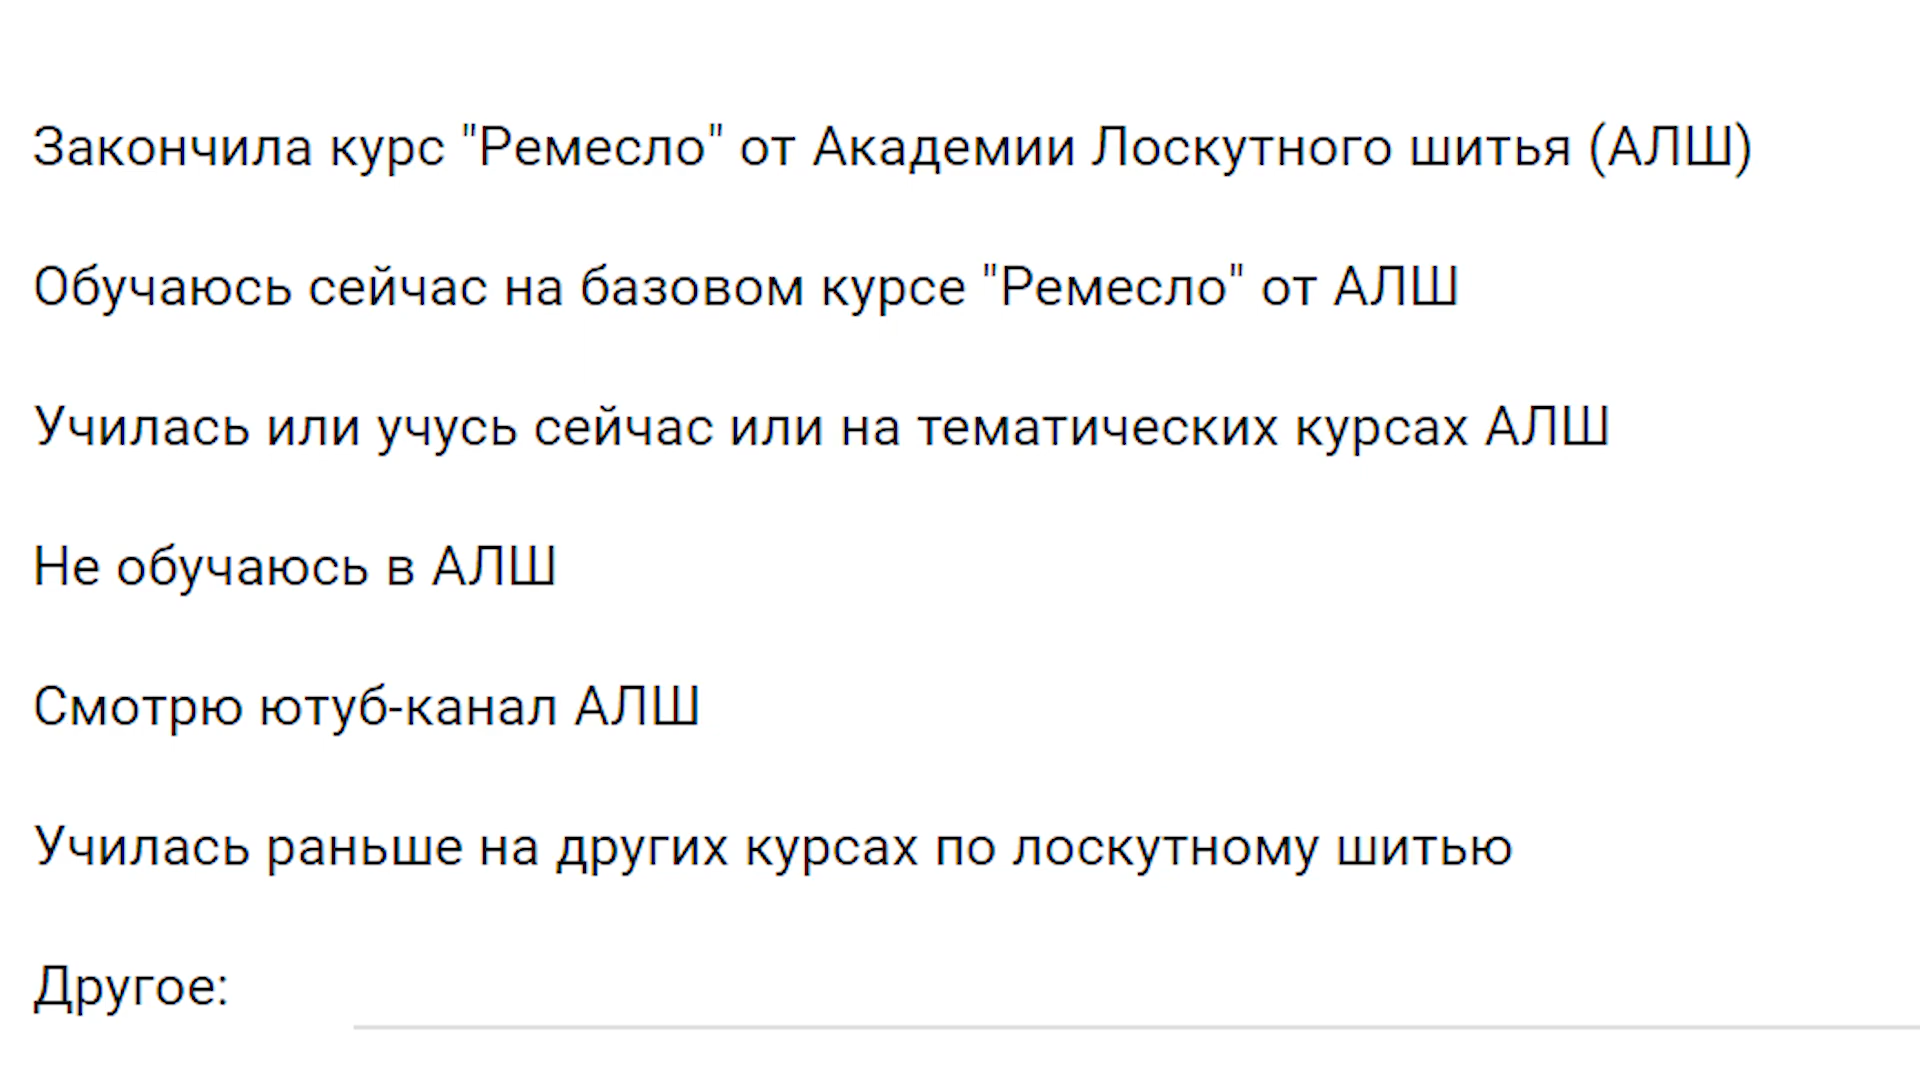 Закончила курс "Ремесло" от Академии Лоскутного шитья (АЛШ)
Обучаюсь сейчас на базовом курсе "Ремесло" от АЛШ
Училась или учусь сейчас или на тематических курсах АЛШ
Не обучаюсь в АЛШ
Смотрю ютуб-канал АЛШ
Училась раньше на других курсах по лоскутному шитью
Другое: